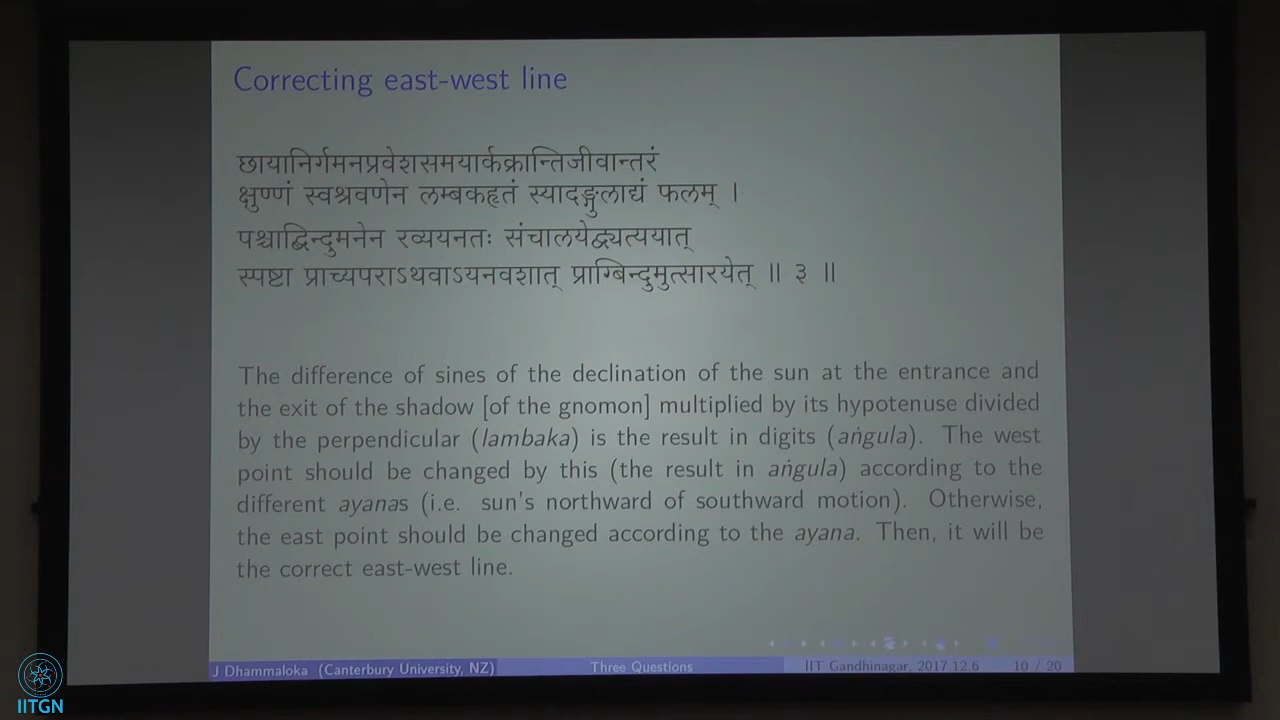 Correcting east-west line
छायानिर्गमनप्रवेशसमयार्कक्रान्तिजीवान्तरं
क्षुण्णं स्वश्रवणेन लम्बकहृतं स्यादङ्गुलाद्यं फलम् ।
पश्चाद्बिन्दुमनेन रव्ययनतः संचालयेद्व्यत्ययात्
स्पष्टा प्राच्यपराऽथवाऽयनवशात् प्राग्बिन्दुमुत्सारयेत् ॥ ३ ॥
The difference of sines of the declination of the sun at the entrance and
the exit of the shadow [of the gnomon] multiplied by its hypotenuse divided
by the perpendicular (lambaka) is the result in digits (aṅgula). The west
point should be changed by this (the result in aṅgula) according to the
different ayanas (i.e. sun's northward of southward motion). Otherwise,
the east point should be changed according to the ayana. Then, it will be
the correct east-west line.
J Dhammaloka (Canterbury University, NZ) Three Questions IIT Gandhinagar, 2017.12.6 10 / 20
IITGN